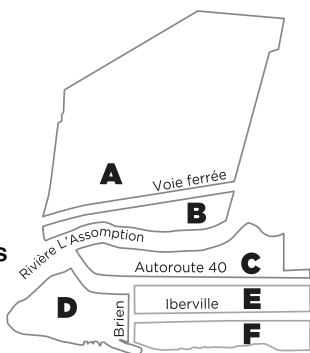 A
Voie ferrée
B
Rivière L'Assomption
S
Autoroute 40 C
D
Brien
Iberville E
F